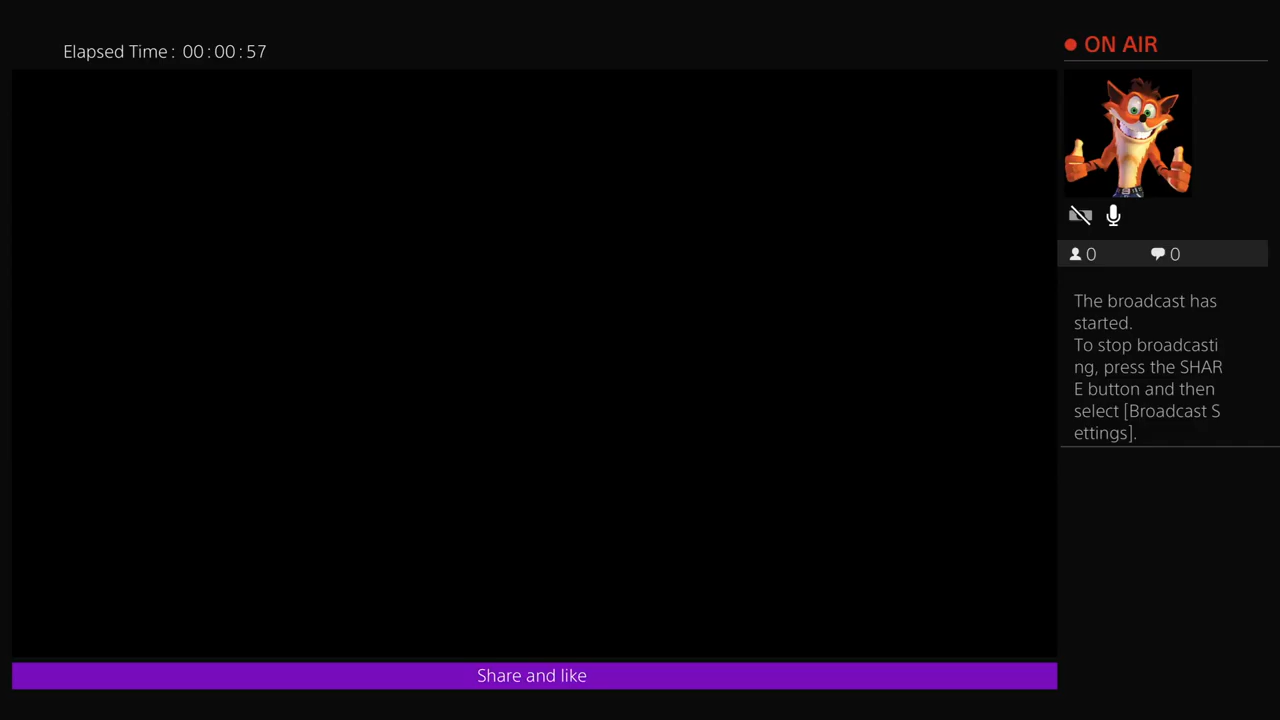 Elapsed Time : 00:00:57
ON AIR
0 0
The broadcast has
started.
To stop broadcasti
ng, press the SHAR
E button and then
select [Broadcast S
ettings].
Share and like